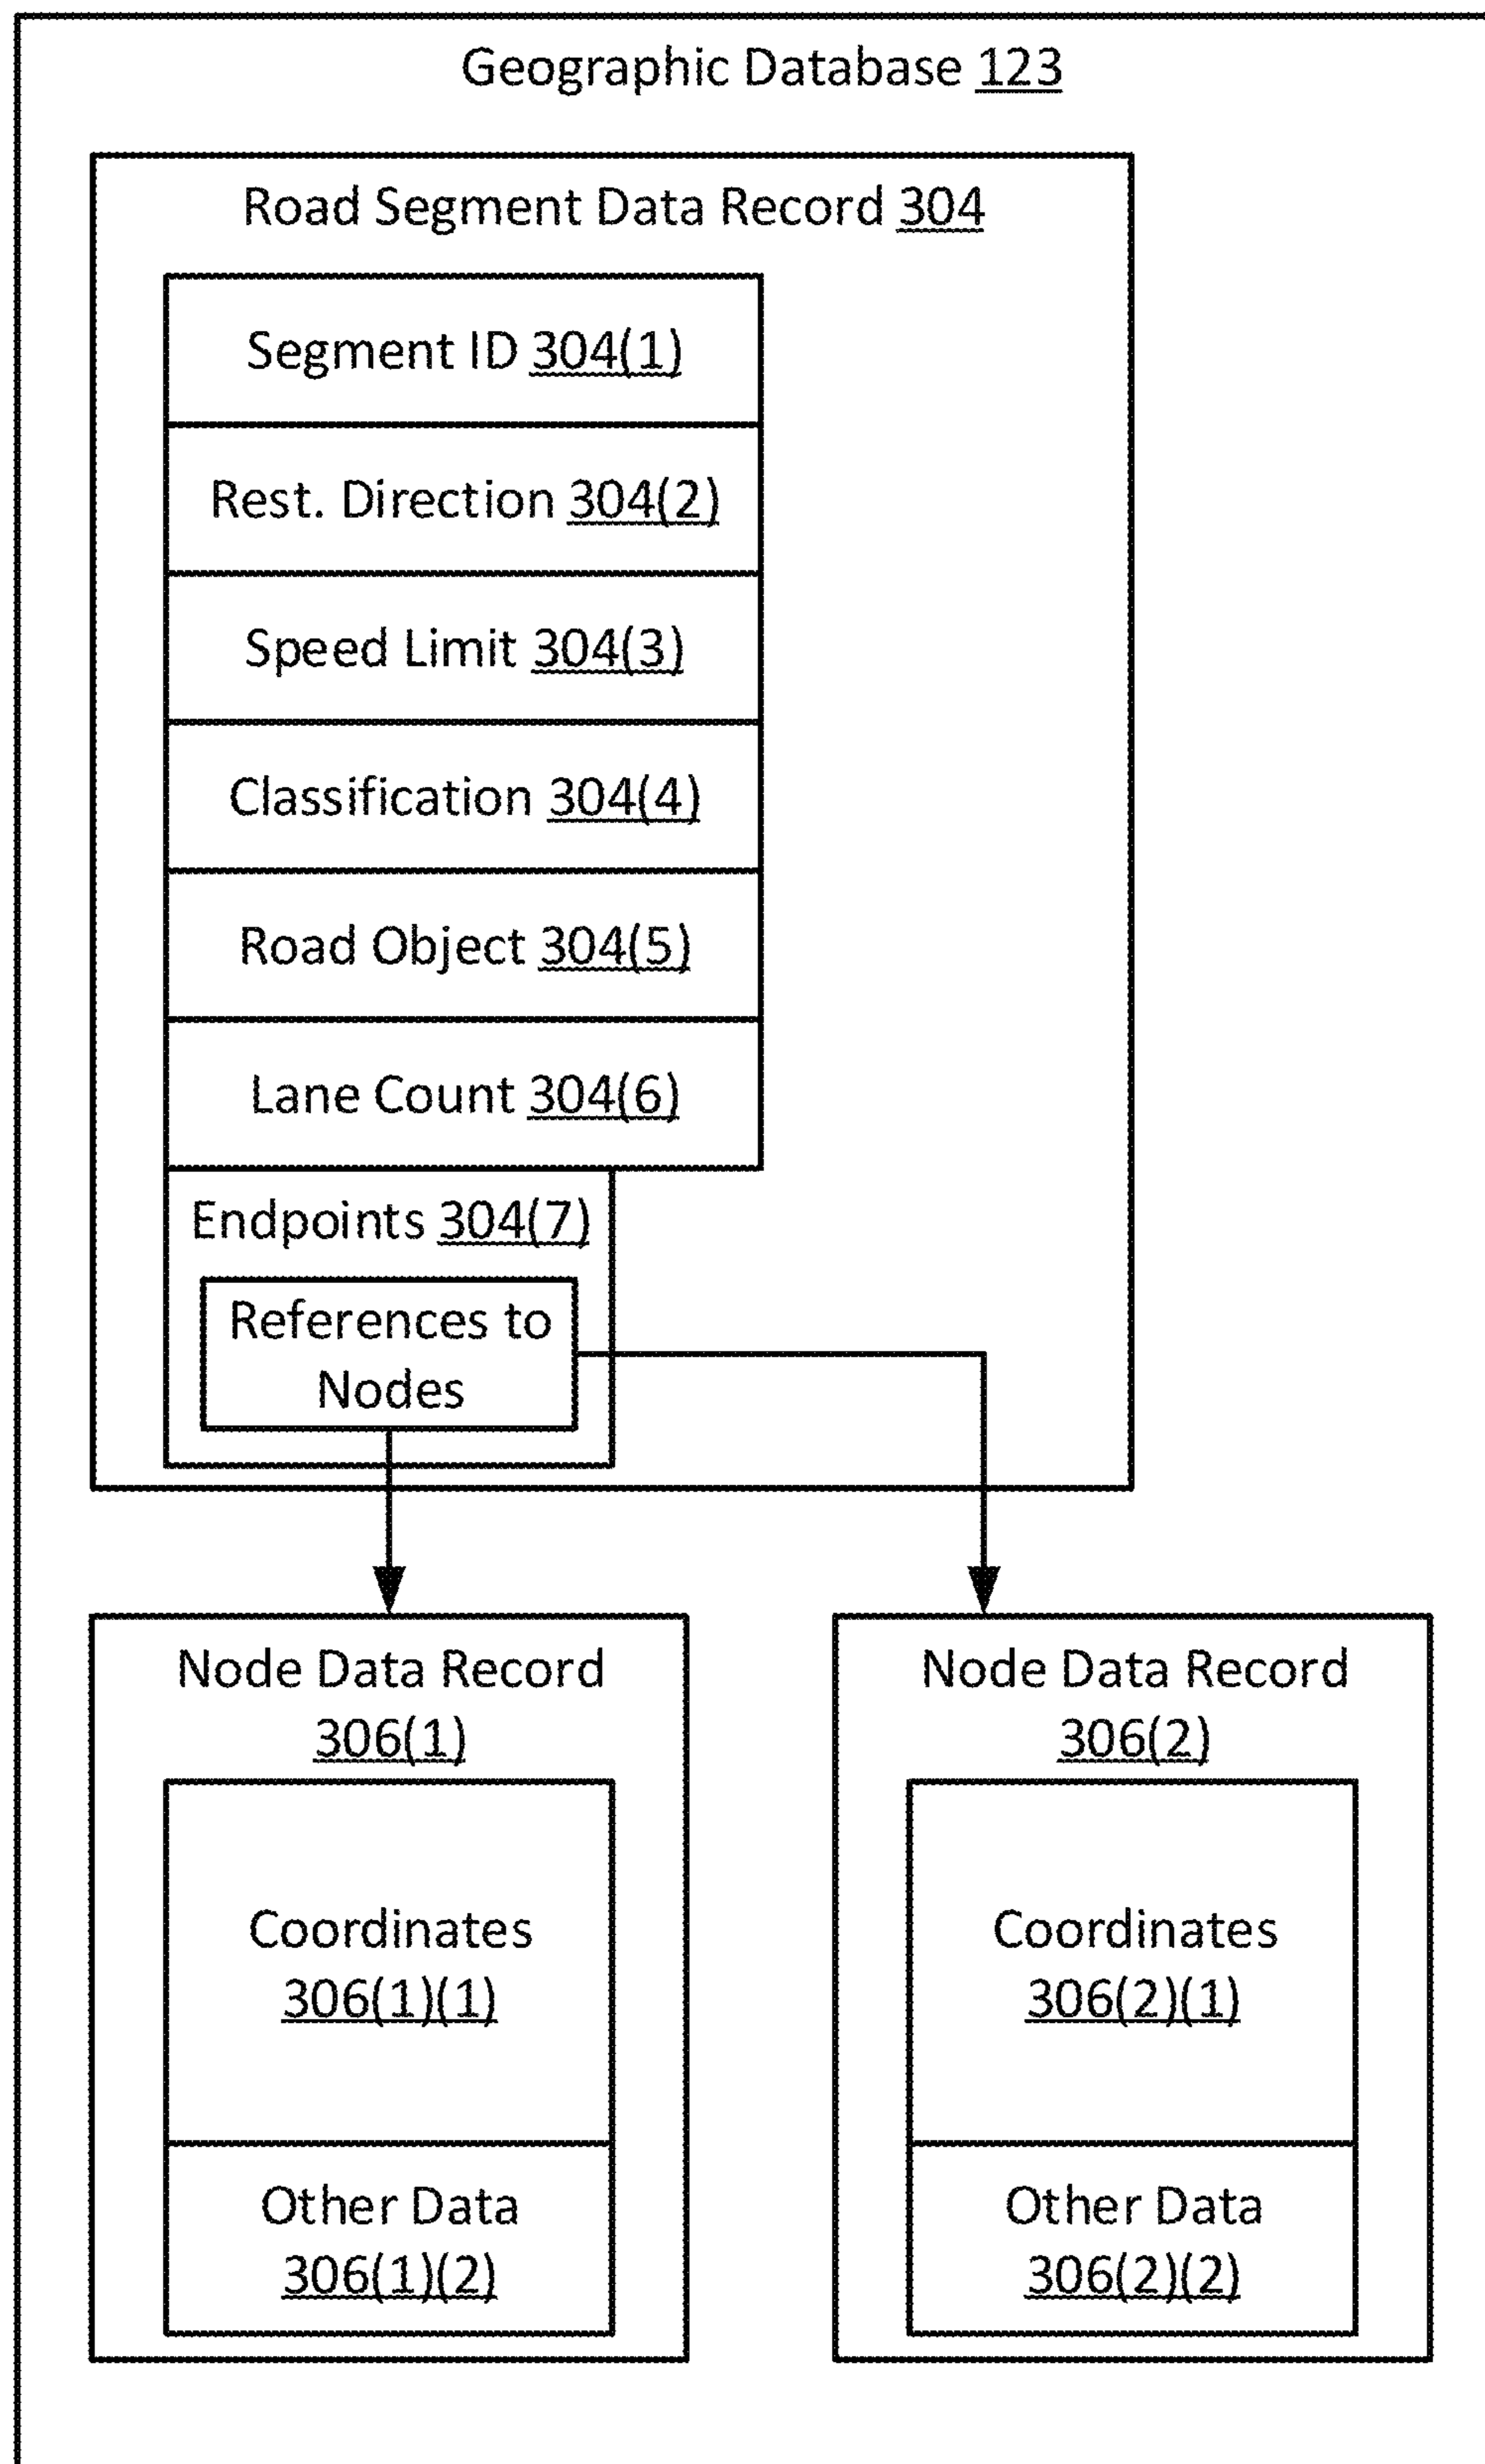 Geographic Database 123
Road Segment Data Record 304
Segment ID 304(1)
Rest. Direction 304(2)
Speed Limit 304(3)
Classification 304(4)
Road Object 304(5)
Lane Count 304(6)
Endpoints 304(7)
References to
Nodes
Node Data Record
306(1)
Coordinates
306(1)(1)
Other Data
306(1)(2)
Node Data Record
306(2)
Coordinates
306(2)(1)
Other Data
306(2)(2)